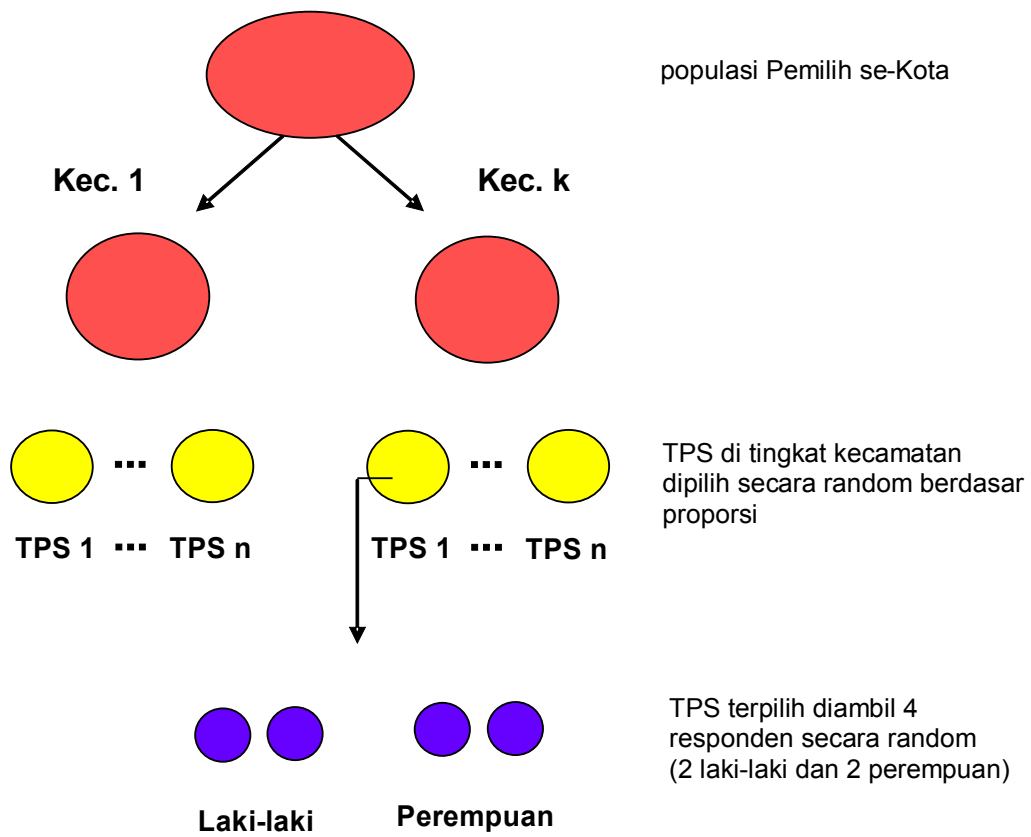 populasi Pemilih se-Kota
Kec. 1
Kec. k
... ...
TPS di tingkat kecamatan
dipilih secara random berdasar
proporsi
TPS 1 ... TPS n
TPS 1 ... TPS n
TPS terpilih diambil 4
responden secara random
(2 laki-laki dan 2 perempuan)
Laki-laki
Perempuan